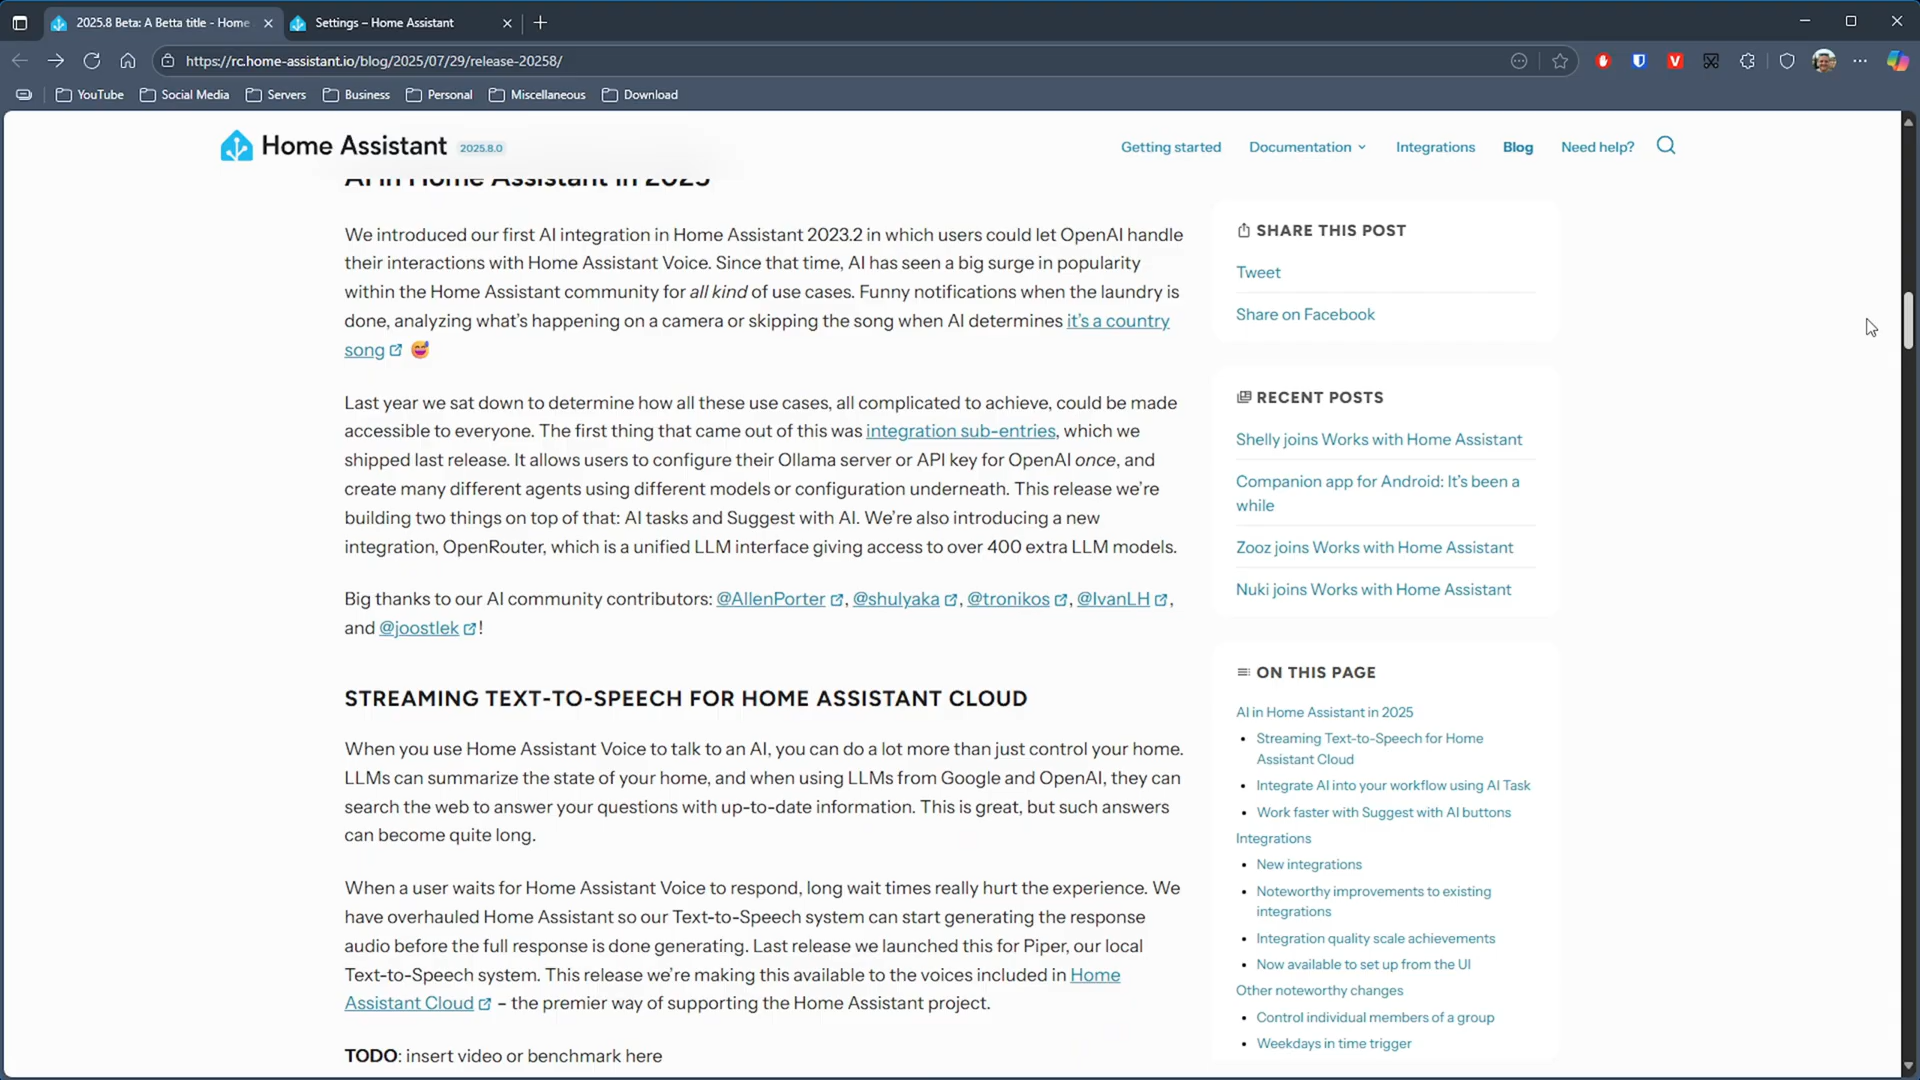 2025.8 Beta: A Betta title - Home
Settings – Home Assistant
https://rc.home-assistant.io/blog/2025/07/29/release-20258/
YouTube
Social Media
Servers
Business
Personal
Miscellaneous
Download
Home Assistant 2025.8.0
Getting started
Documentation
Integrations
Blog
Need help?
AI in Home Assistant in 2025
We introduced our first AI integration in Home Assistant 2023.2 in which users could let OpenAI handle
their interactions with Home Assistant Voice. Since that time, AI has seen a big surge in popularity
within the Home Assistant community for all kind of use cases. Funny notifications when the laundry is
done, analyzing what's happening on a camera or skipping the song when AI determines it's a country
song 😅
Last year we sat down to determine how all these use cases, all complicated to achieve, could be made
accessible to everyone. The first thing that came out of this was integration sub-entries, which we
shipped last release. It allows users to configure their Ollama server or API key for OpenAI once, and
create many different agents using different models or configuration underneath. This release we're
building two things on top of that: AI tasks and Suggest with AI. We're also introducing a new
integration, OpenRouter, which is a unified LLM interface giving access to over 400 extra LLM models.
Big thanks to our AI community contributors: @AllenPorter, @shulyaka, @tronikos, @IvanLH,
and @joostlek!
STREAMING TEXT-TO-SPEECH FOR HOME ASSISTANT CLOUD
When you use Home Assistant Voice to talk to an AI, you can do a lot more than just control your home.
LLMs can summarize the state of your home, and when using LLMs from Google and OpenAI, they can
search the web to answer your questions with up-to-date information. This is great, but such answers
can become quite long.
When a user waits for Home Assistant Voice to respond, long wait times really hurt the experience. We
have overhauled Home Assistant so our Text-to-Speech system can start generating the response
audio before the full response is done generating. Last release we launched this for Piper, our local
Text-to-Speech system. This release we're making this available to the voices included in Home
Assistant Cloud – the premier way of supporting the Home Assistant project.
TODO: insert video or benchmark here
SHARE THIS POST
Tweet
Share on Facebook
RECENT POSTS
Shelly joins Works with Home Assistant
Companion app for Android: It's been a
while
Zooz joins Works with Home Assistant
Nuki joins Works with Home Assistant
ON THIS PAGE
AI in Home Assistant in 2025
• Streaming Text-to-Speech for Home
Assistant Cloud
• Integrate AI into your workflow using AI Task
• Work faster with Suggest with AI buttons
Integrations
• New integrations
• Noteworthy improvements to existing
integrations
• Integration quality scale achievements
• Now available to set up from the UI
Other noteworthy changes
• Control individual members of a group
• Weekdays in time trigger